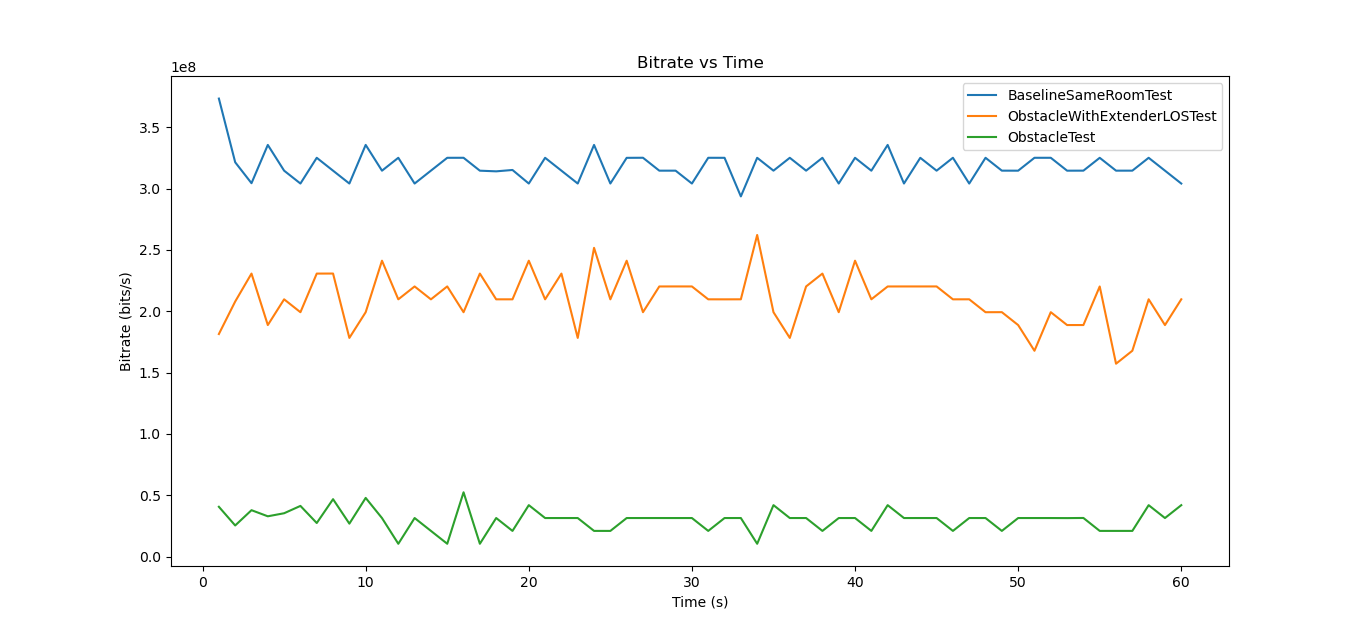 Bitrate vs Time
1e8
BaselineSameRoomTest
ObstacleWithExtenderLOSTest
ObstacleTest
3.5
3.0
2.5
2.0
1.5
1.0
0.5
0.0
Bitrate (bits/s)
0 10 20 30 40 50 60
Time (s)